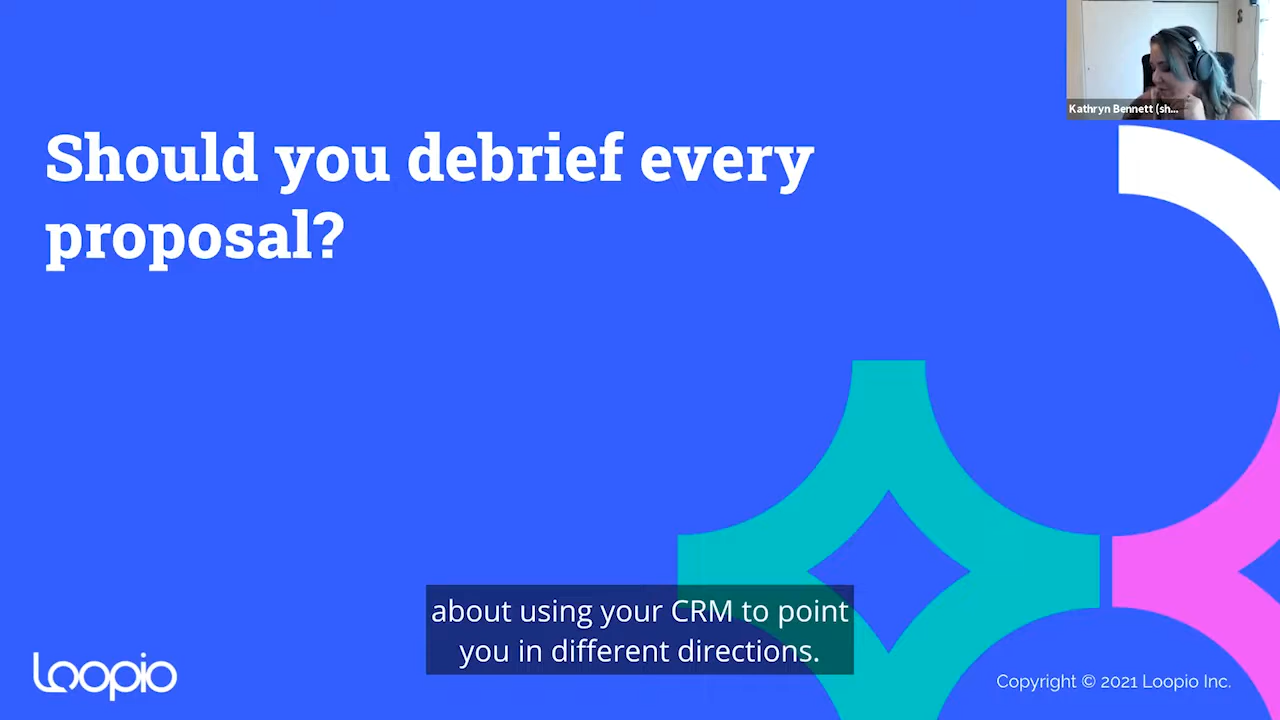 Kathryn Bennett (sh...
Should you debrief every
proposal?
about using your CRM to point
you in different directions.
Loopio
Copyright © 2021 Loopio Inc.